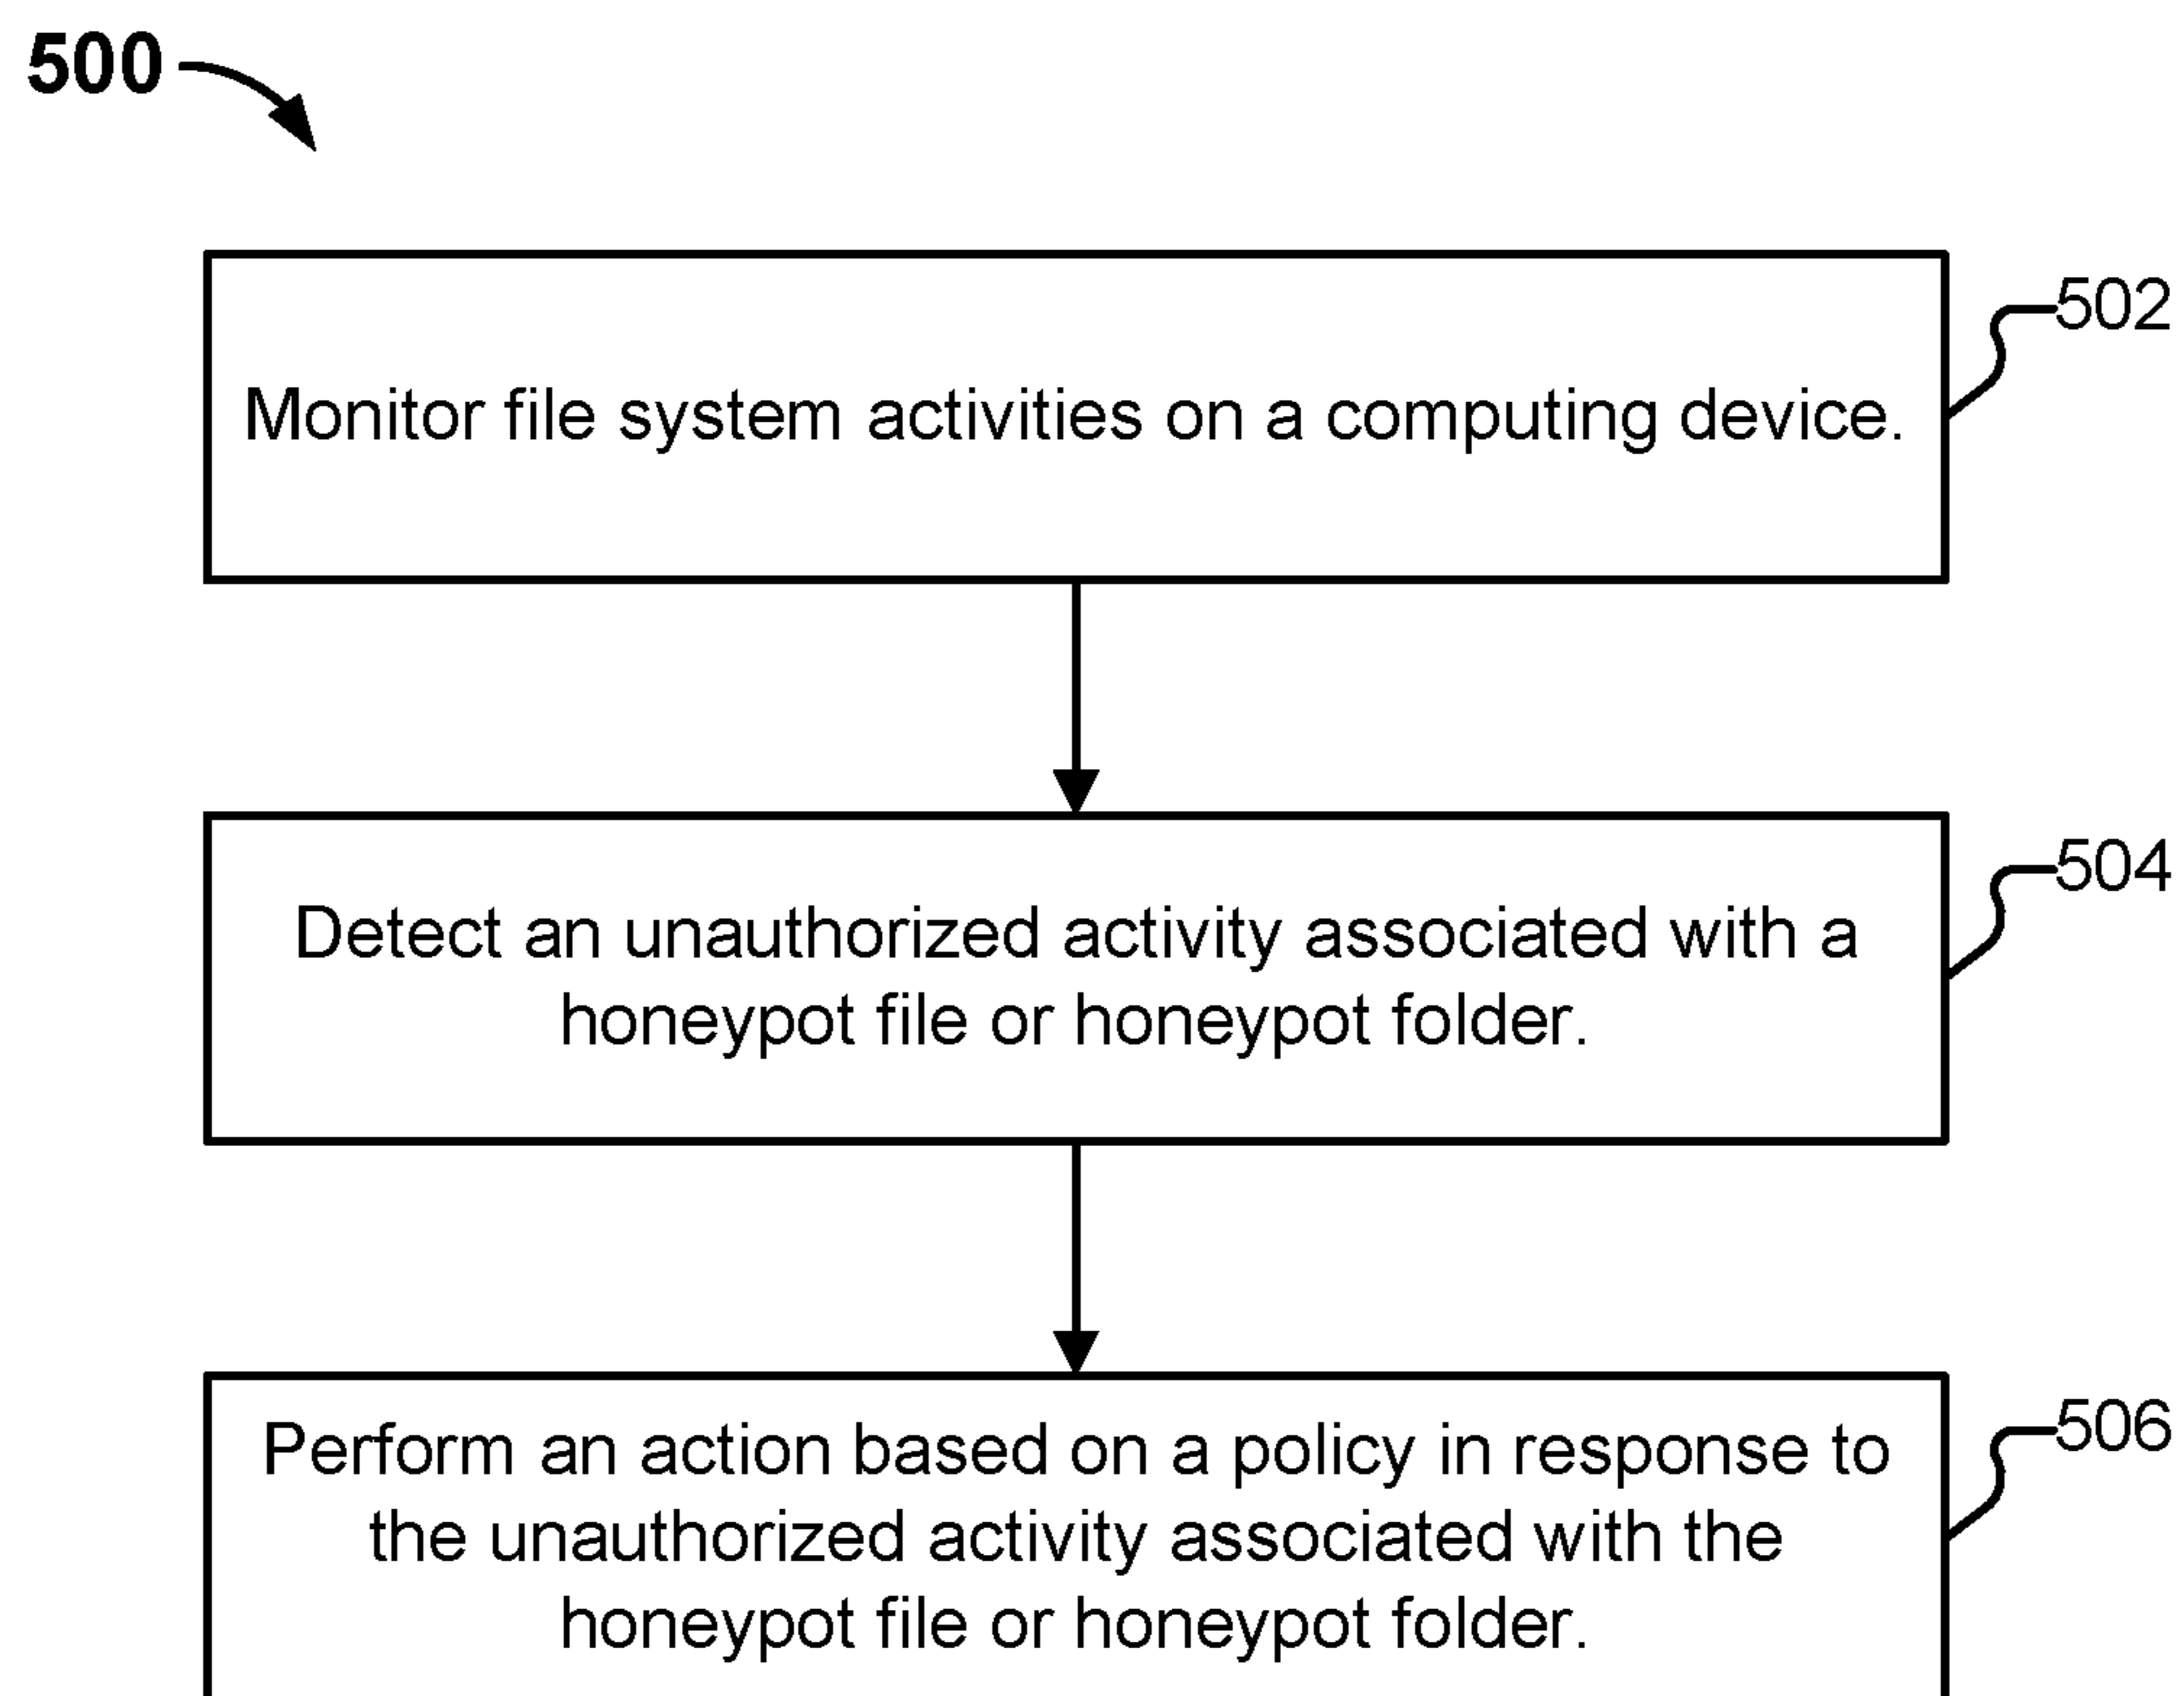 500
502
Monitor file system activities on a computing device.
504
Detect an unauthorized activity associated with a
honeypot file or honeypot folder.
506
Perform an action based on a policy in response to
the unauthorized activity associated with the
honeypot file or honeypot folder.